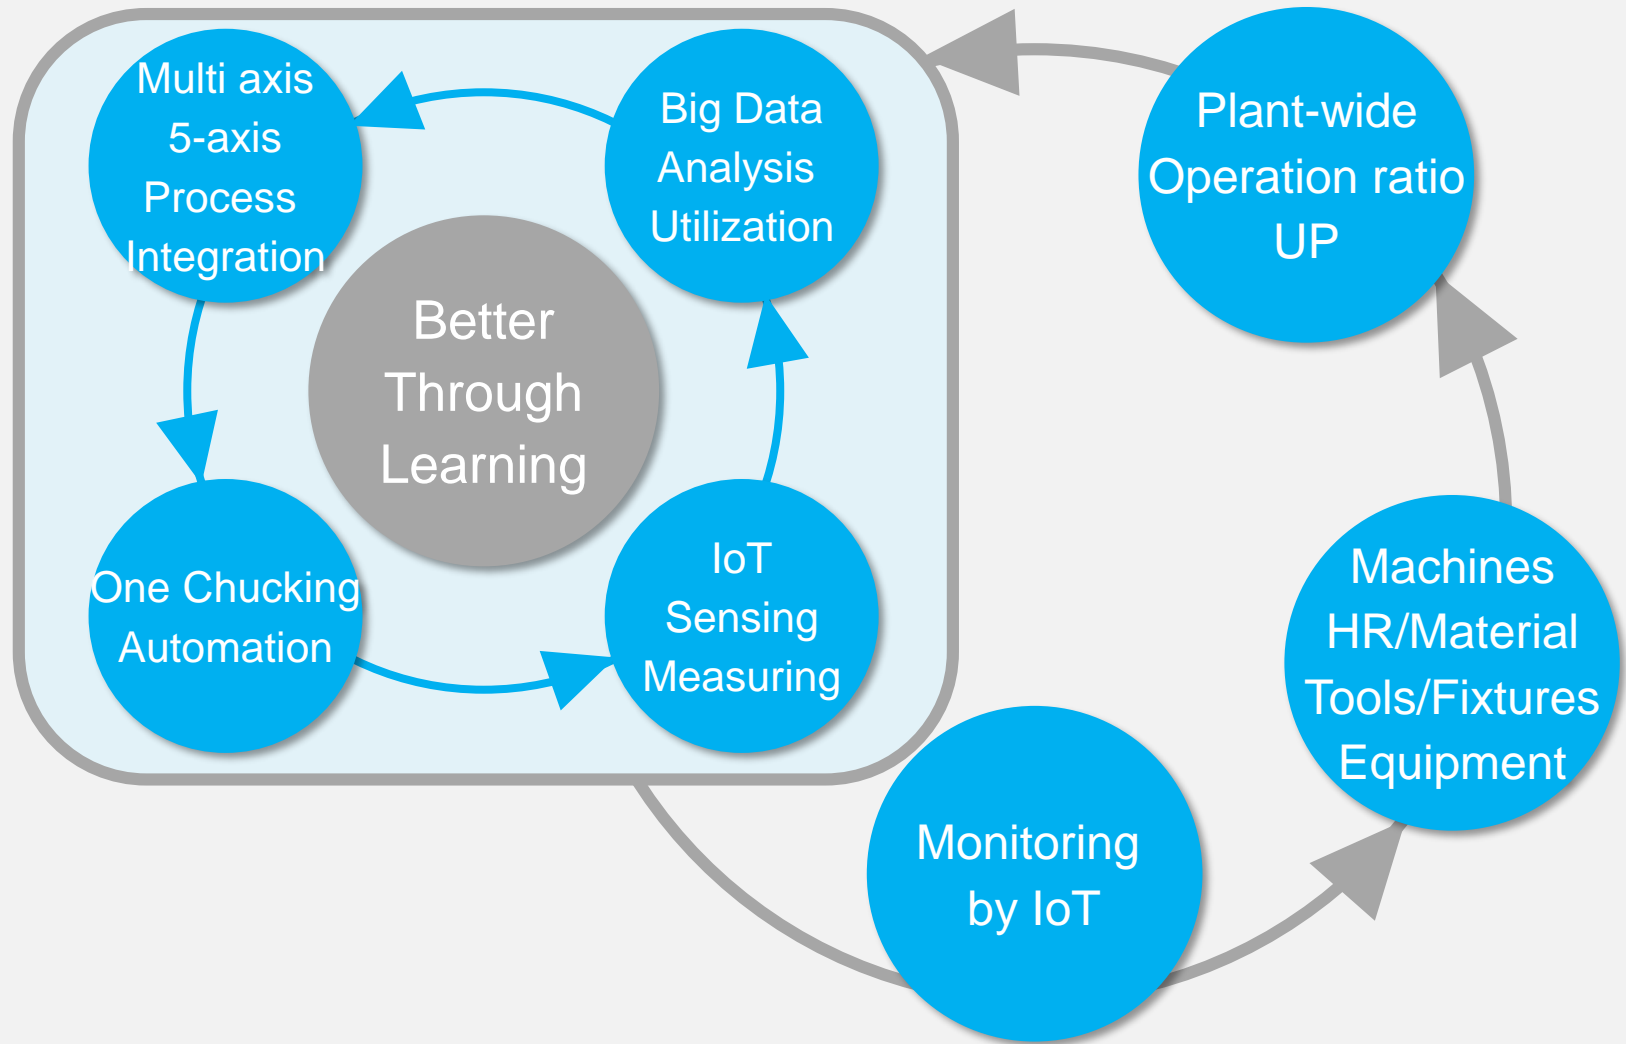 Multi axis
5-axis
Process
Integration
Big Data
Analysis
Utilization
Better
Through
Learning
One Chucking
Automation
IoT
Sensing
Measuring
Plant-wide
Operation ratio
UP
Machines
HR/Material
Tools/Fixtures
Equipment
Monitoring
by IoT